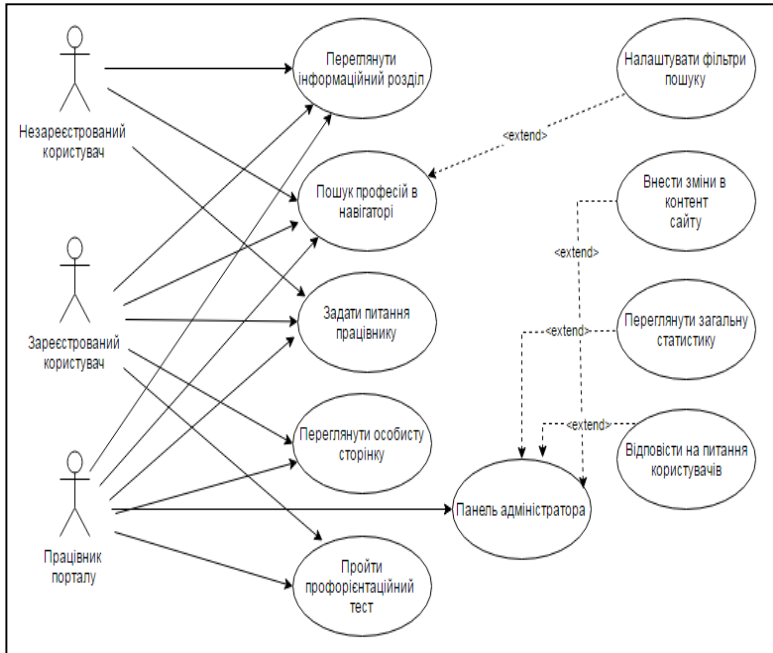 Переглянути
інформаційний розділ
Налаштувати фільтри
пошуку
Незареєстрований
користувач
<extend>
Пошук професій в
навігаторі
Внести зміни в
контент
сайту
<extend>
Задати питання
працівнику
Зареєстрований
користувач
Переглянути загальну
статистику
<extend>
Переглянути особисту
сторінку
<extend>
Відповісти на питання
користувачів
Панель адміністратора
Працівник
порталу
Пройти
профорієнтаційний
тест